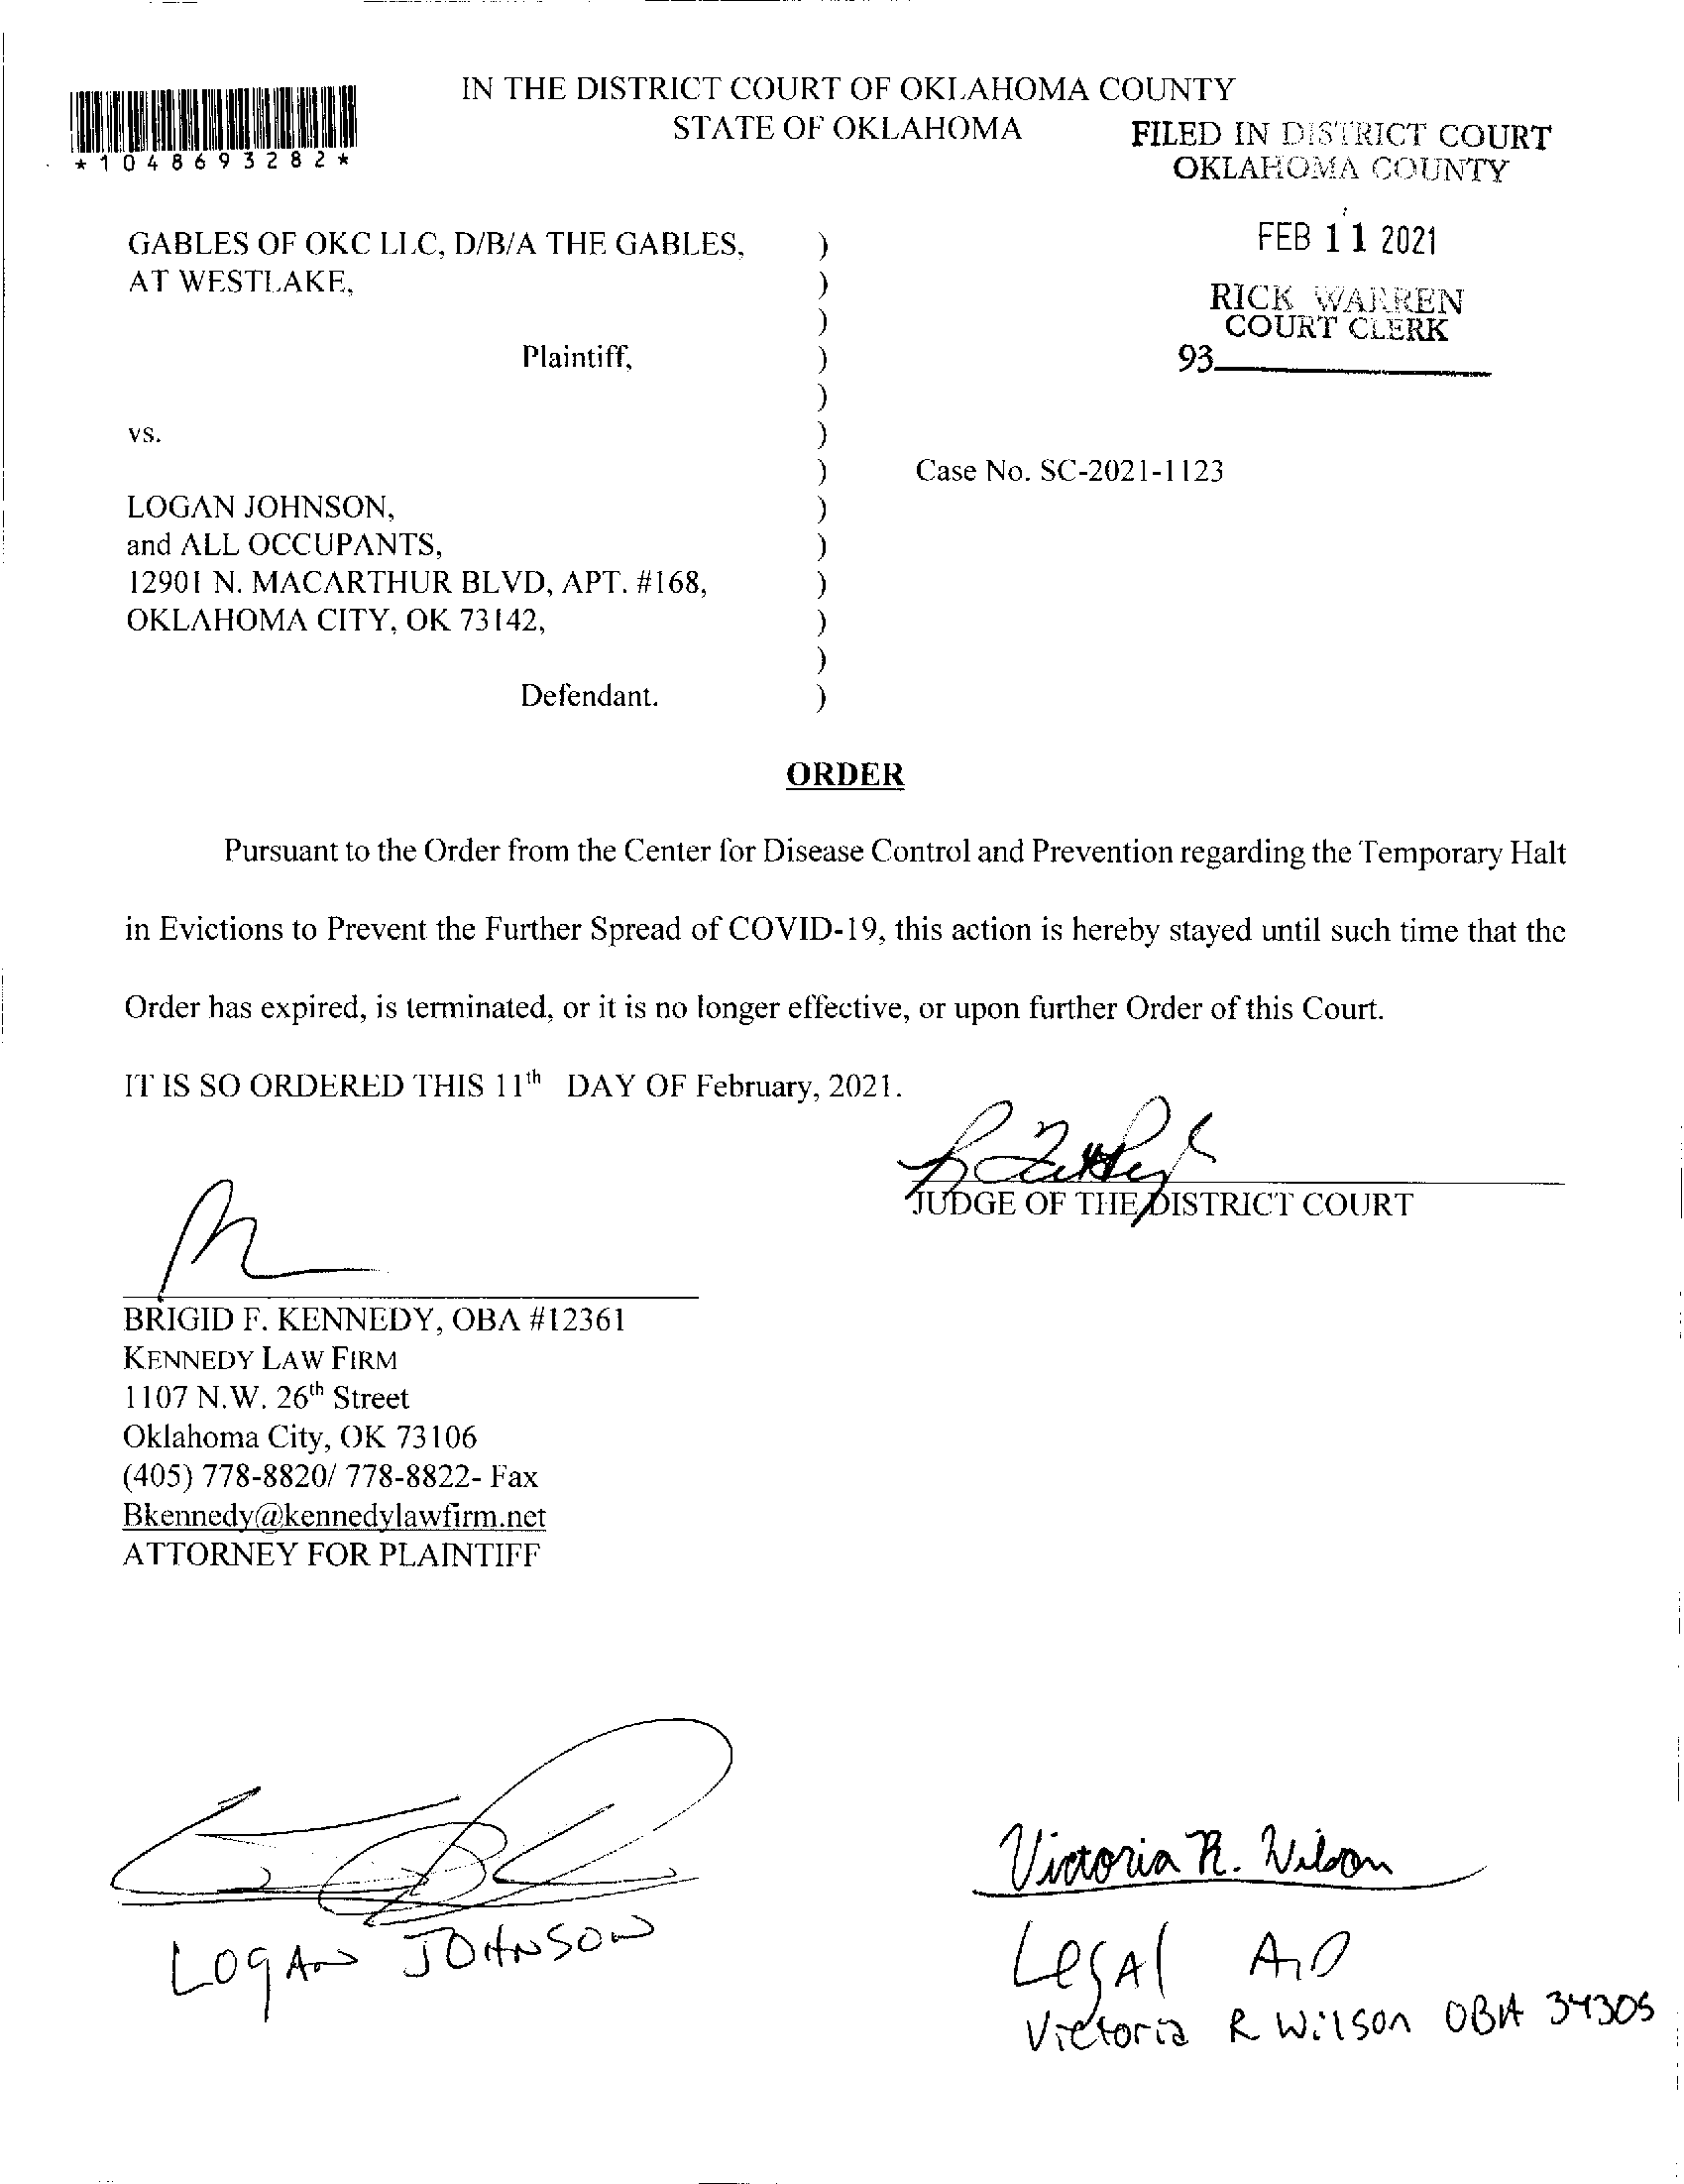 IN THE DISTRICT COURT OF OKLAHOMA COUNTY
STATE OF OKLAHOMA
*1048693282*
FILED IN DISTRICT COURT
OKLAHOMA COUNTY
FEB 11 2021
RICK WARREN
COURT CLERK
93
GABLES OF OKC LLC, D/B/A THE GABLES, )
AT WESTLAKE, )
)
Plaintiff, )
)
vs. )
) Case No. SC-2021-1123
LOGAN JOHNSON, )
and ALL OCCUPANTS, )
12901 N. MACARTHUR BLVD, APT. #168, )
OKLAHOMA CITY, OK 73142, )
)
Defendant. )
ORDER
Pursuant to the Order from the Center for Disease Control and Prevention regarding the Temporary Halt
in Evictions to Prevent the Further Spread of COVID-19, this action is hereby stayed until such time that the
Order has expired, is terminated, or it is no longer effective, or upon further Order of this Court.
IT IS SO ORDERED THIS 11th DAY OF February, 2021.
JUDGE OF THE DISTRICT COURT
BRIGID F. KENNEDY, OBA #12361
KENNEDY LAW FIRM
1107 N.W. 26th Street
Oklahoma City, OK 73106
(405) 778-8820/ 778-8822- Fax
Bkennedy@kennedylawfirm.net
ATTORNEY FOR PLAINTIFF
LOGAN JOHNSON
Victoria R. Wilson
Legal AID
Victoria R Wilson OBA 34305